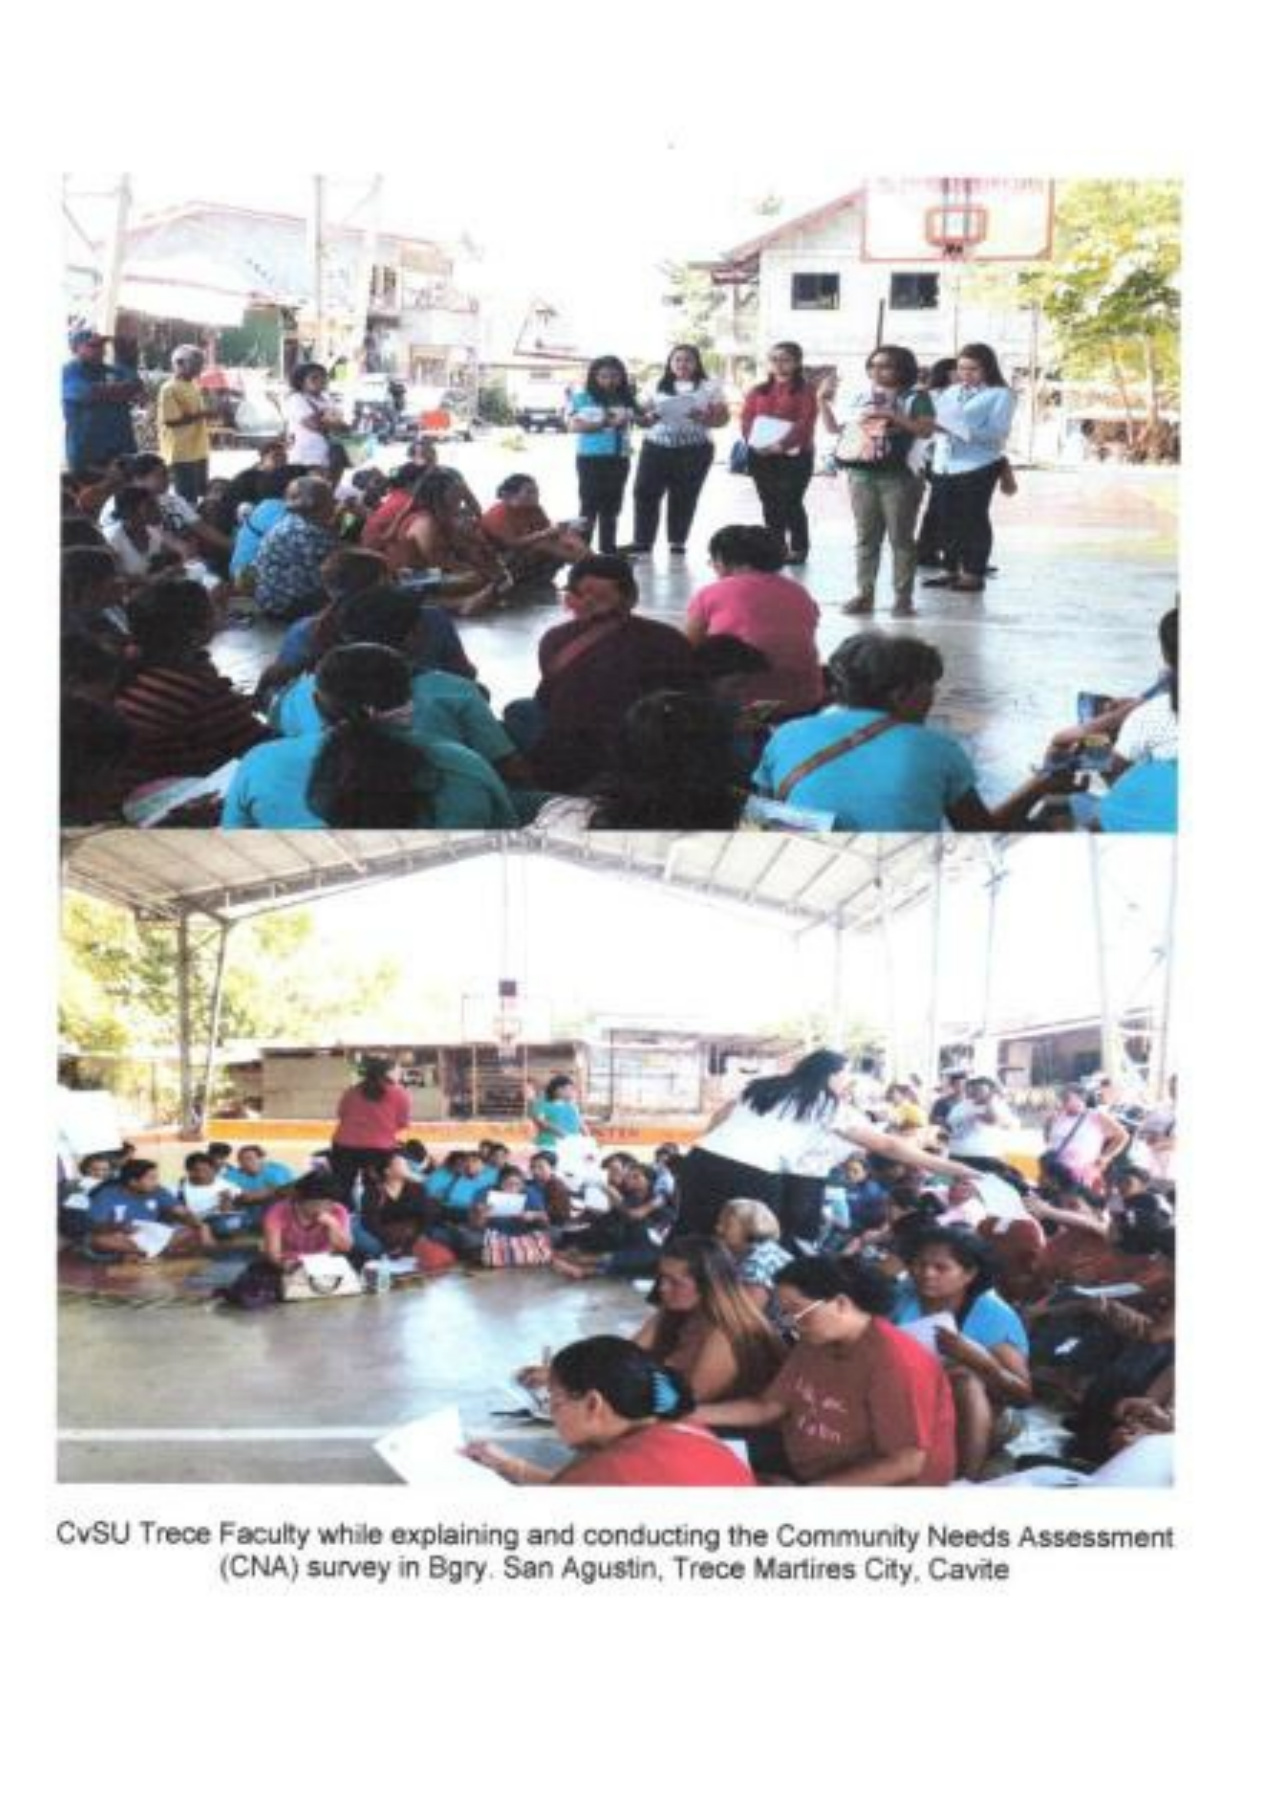 CvSU Trece Faculty while explaining and conducting the Community Needs Assessment
(CNA) survey in Bgry. San Agustin, Trece Martires City, Cavite